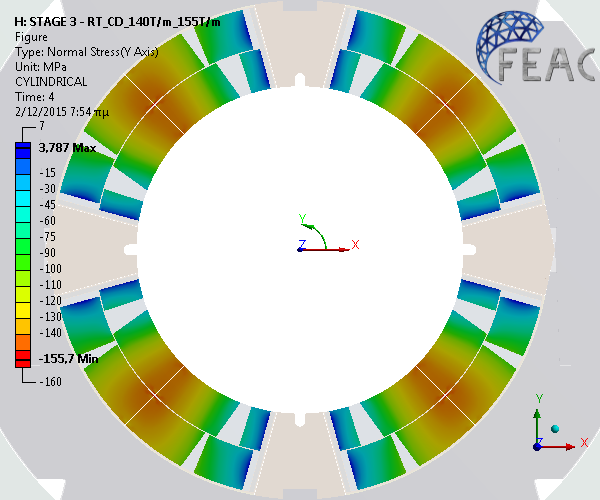 H: STAGE 3 - RT_CD_140T/m_155T/m
Figure
Type: Normal Stress(Y Axis)
Unit: MPa
CYLINDRICAL
Time: 4
2/12/2015 7:54 πμ
FEAC
7
3,787 Max
-15
-30
-45
-60
-75
-90
-100
-110
-120
-130
-140
-155,7 Min
-160
Y
Z
X
Y
Z
X